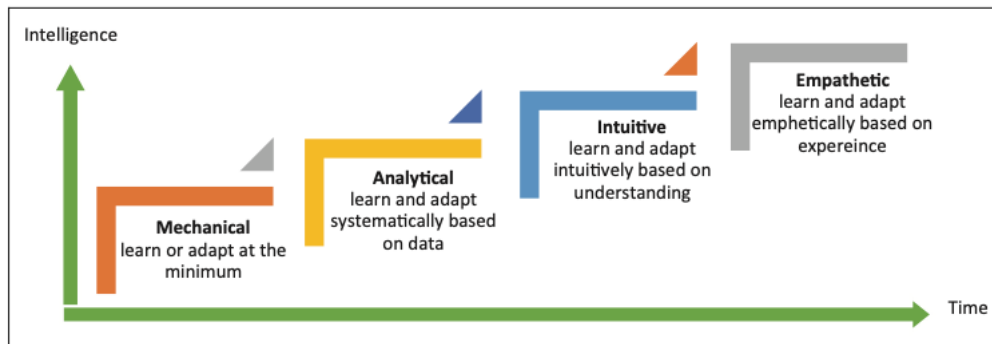 Intelligence
Mechanical
learn or adapt at the
minimum
Analytical
learn and adapt
systematically based
on data
Intuitive
learn and adapt
intuitively based on
understanding
Empathetic
learn and adapt
emphetically based on
expereince
Time